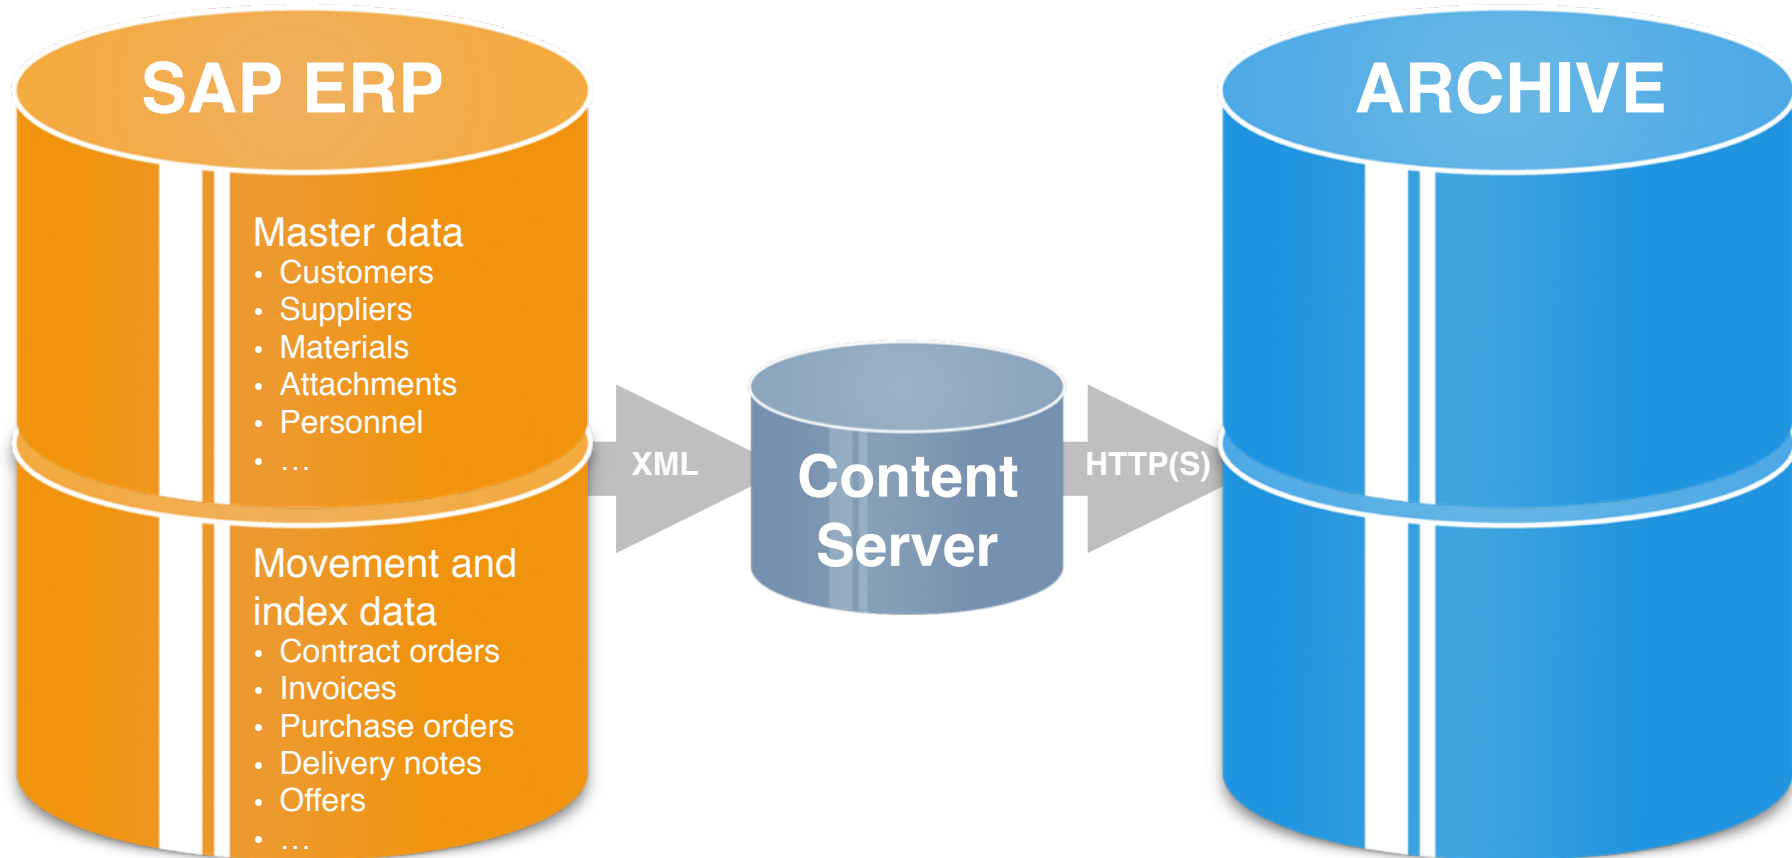 SAP ERP
Master data
• Customers
• Suppliers
• Materials
• Attachments
• Personnel
• …
Movement and
index data
• Contract orders
• Invoices
• Purchase orders
• Delivery notes
• Offers
• …
XML
Content
Server
HTTP(S)
ARCHIVE